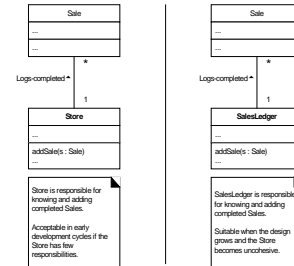 Sale
...
...
*
Logs-completed
1
Store
...
addSale(s : Sale)
...
Store is responsible for
knowing and adding
completed Sales.
Acceptable in early
development cycles if the
Store has few
responsibilities.
Sale
...
...
*
Logs-completed
1
SalesLedger
...
addSale(s : Sale)
...
SalesLedger is responsible
for knowing and adding
completed Sales.
Suitable when the design
grows and the Store
becomes uncohesive.